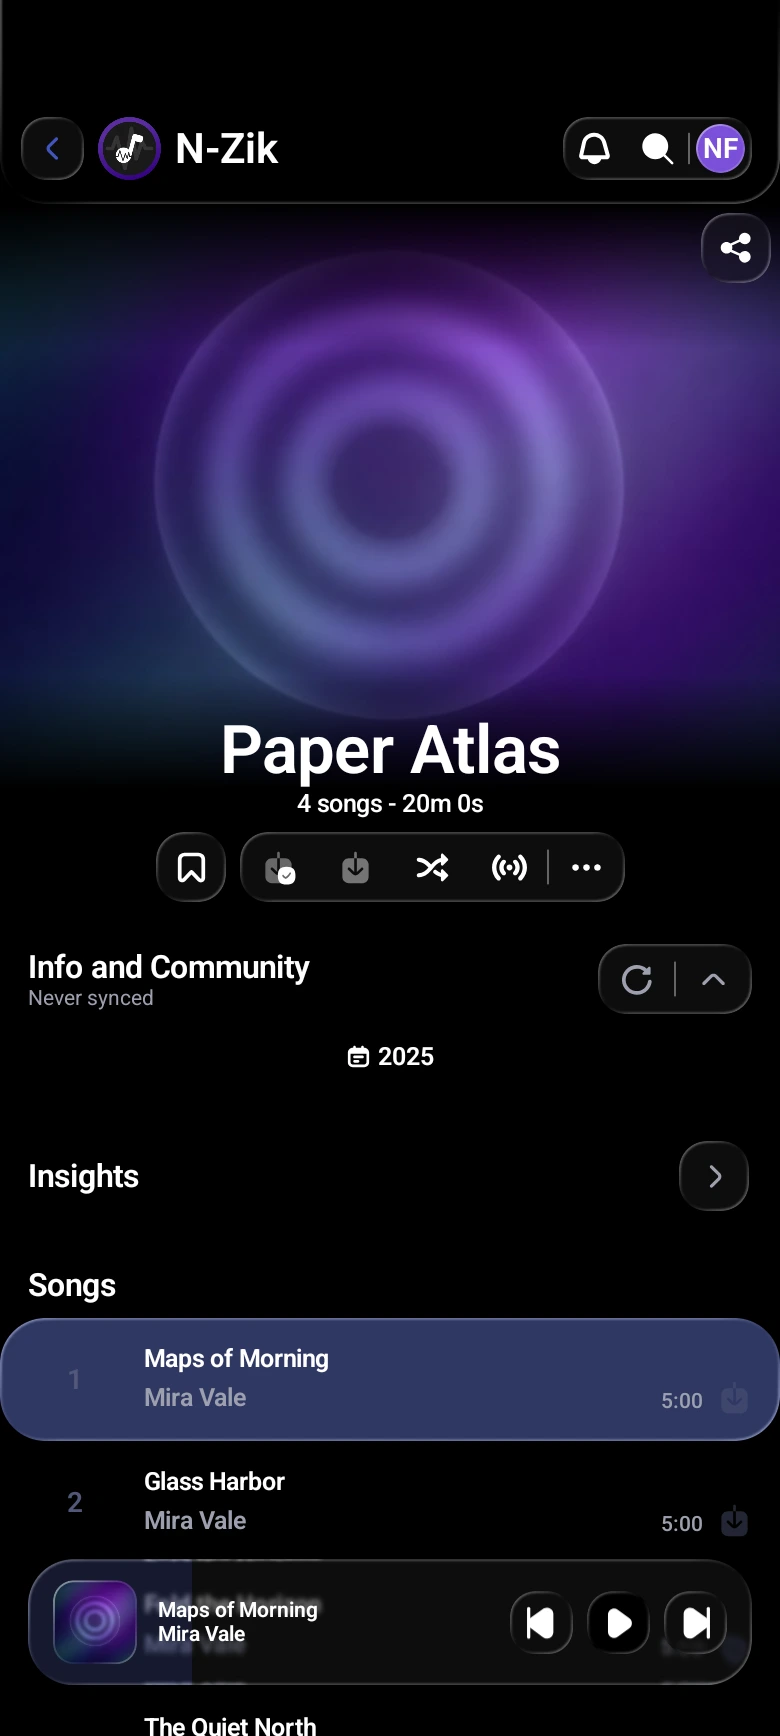 N-Zik
NF
Paper Atlas
4 songs - 20m 0s
Info and Community
Never synced
2025
Insights
Songs
1
Maps of Morning
Mira Vale
5:00
2
Glass Harbor
Mira Vale
5:00
Maps of Morning
Mira Vale
The Quiet North